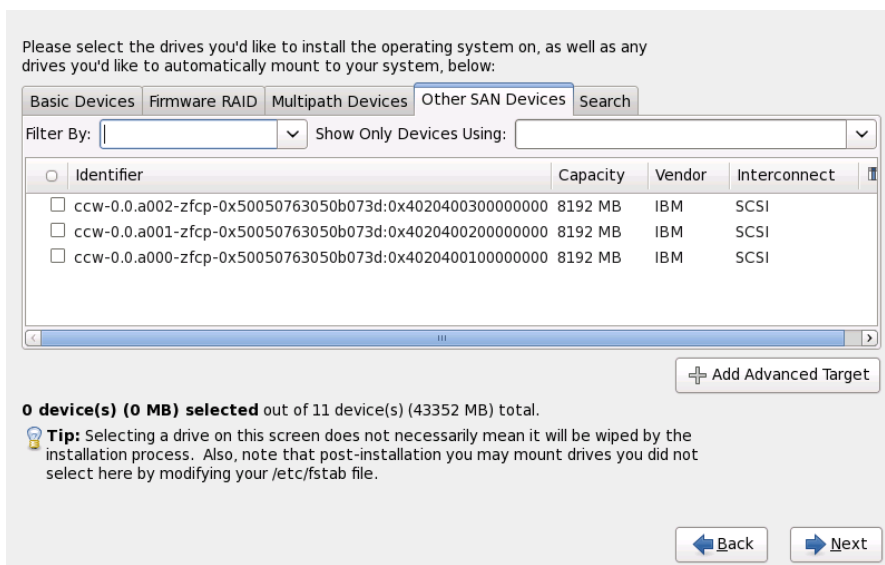 Please select the drives you'd like to install the operating system on, as well as any
drives you'd like to automatically mount to your system, below:
Basic Devices Firmware RAID Multipath Devices Other SAN Devices Search
Filter By: Show Only Devices Using:
Identifier Capacity Vendor Interconnect
ccw-0.0.a002-zfcp-0x50050763050b073d:0x4020400300000000 8192 MB IBM SCSI
ccw-0.0.a001-zfcp-0x50050763050b073d:0x4020400200000000 8192 MB IBM SCSI
ccw-0.0.a000-zfcp-0x50050763050b073d:0x4020400100000000 8192 MB IBM SCSI
Add Advanced Target
0 device(s) (0 MB) selected out of 11 device(s) (43352 MB) total.
Tip: Selecting a drive on this screen does not necessarily mean it will be wiped by the
installation process. Also, note that post-installation you may mount drives you did not
select here by modifying your /etc/fstab file.
Back Next